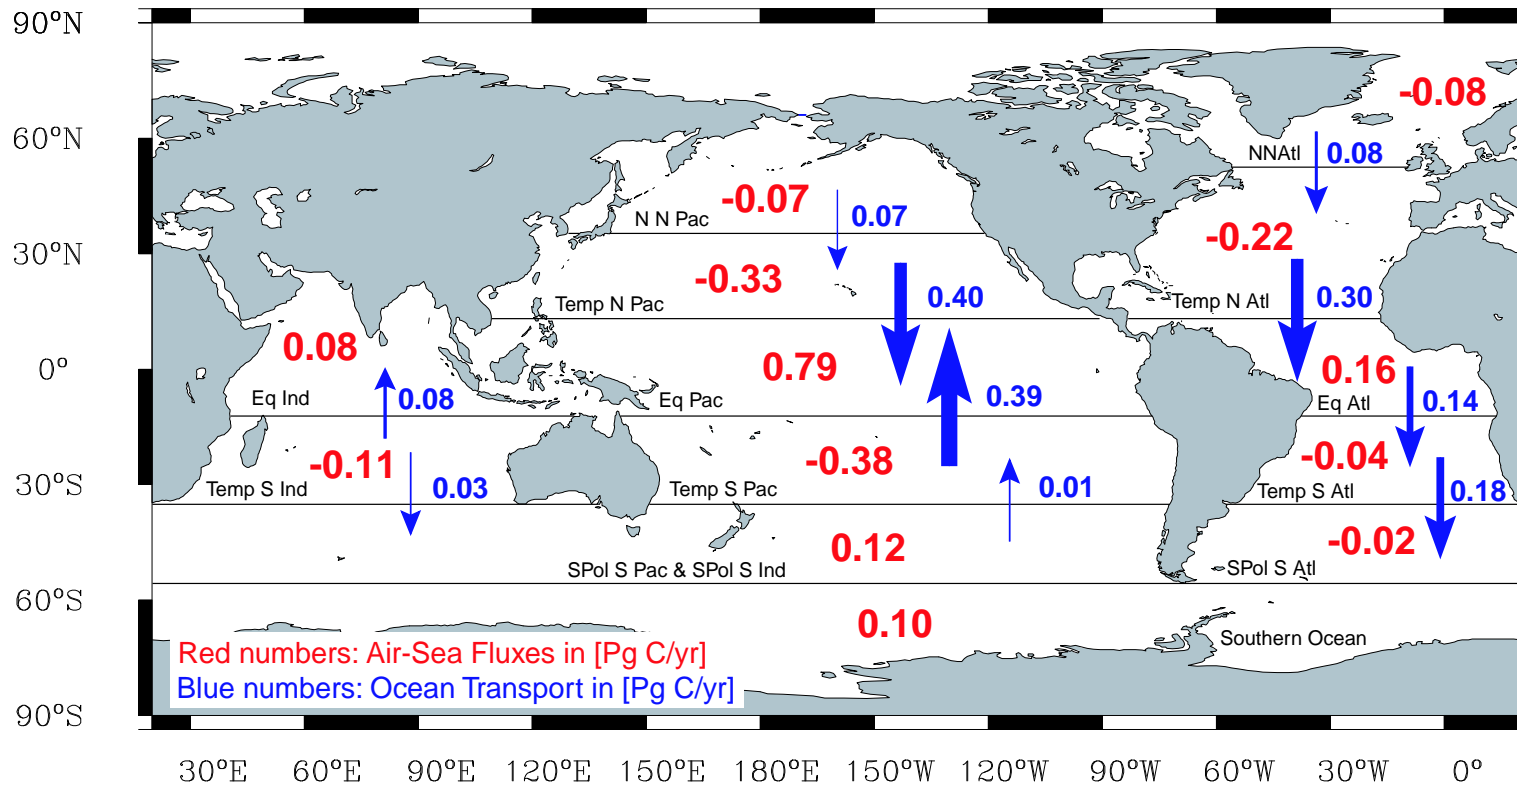 90°N
-0.08
60°N
NNAtl
0.08
-0.07
0.07
N N Pac
-0.22
30°N
-0.33
0.40
Temp N Pac
Temp N Atl
0.30
0.08
0°
0.79
0.16
Eq Ind
0.08
Eq Pac
0.39
Eq Atl
0.14
-0.11
-0.38
-0.04
30°S
Temp S Ind
0.03
Temp S Pac
0.01
Temp S Atl
0.18
0.12
-0.02
SPol S Pac & SPol S Ind
SPol S Atl
60°S
0.10
Southern Ocean
Red numbers: Air-Sea Fluxes in [Pg C/yr]
Blue numbers: Ocean Transport in [Pg C/yr]
90°S
30°E 60°E 90°E 120°E 150°E 180°E 150°W 120°W 90°W 60°W 30°W 0°